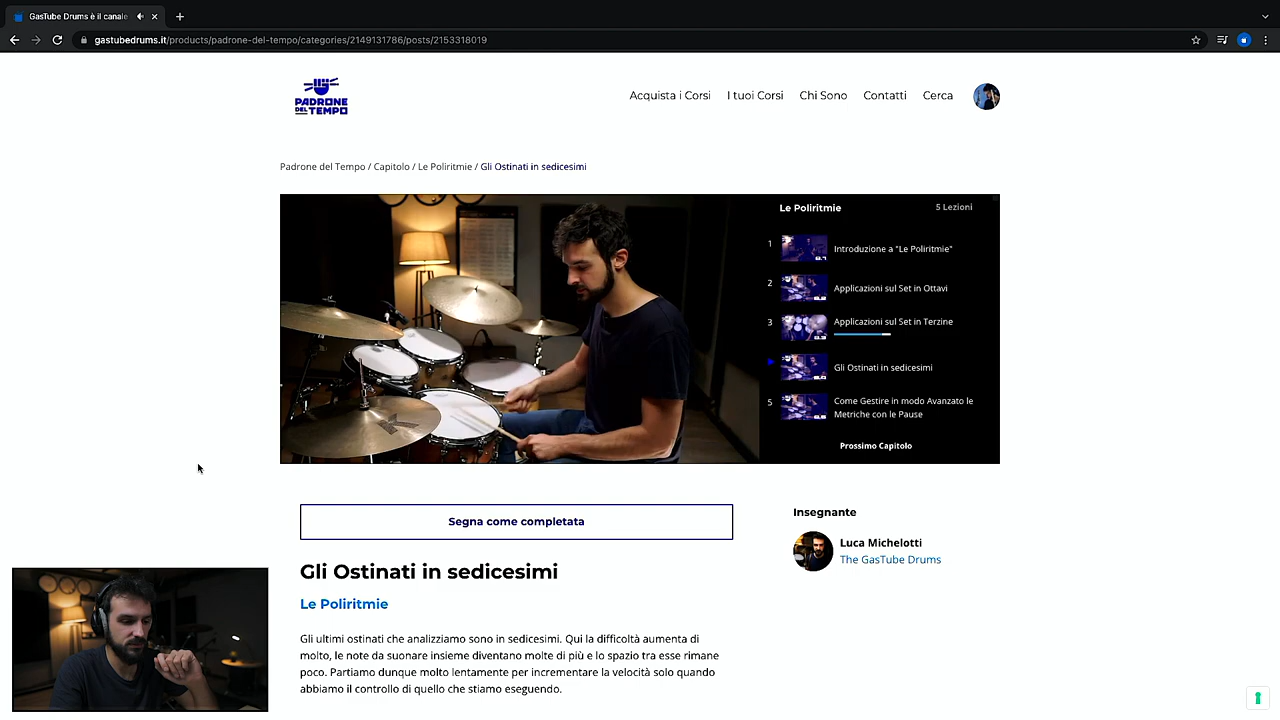 GasTube Drums è il canale
gastubedrums.it/products/padrone-del-tempo/categories/2149131786/posts/2153318019
PADRONE
DEL TEMPO
Acquista i Corsi
I tuoi Corsi
Chi Sono
Contatti
Cerca
Padrone del Tempo / Capitolo / Le Poliritmie / Gli Ostinati in sedicesimi
Le Poliritmie
5 Lezioni
1
Introduzione a "Le Poliritmie"
2
Applicazioni sul Set in Ottavi
3
Applicazioni sul Set in Terzine
Gli Ostinati in sedicesimi
5
Come Gestire in modo Avanzato le
Metriche con le Pause
Prossimo Capitolo
Segna come completata
Insegnante
Luca Michelotti
The GasTube Drums
Gli Ostinati in sedicesimi
Le Poliritmie
Gli ultimi ostinati che analizziamo sono in sedicesimi. Qui la difficoltà aumenta di
molto, le note da suonare insieme diventano molte di più e lo spazio tra esse rimane
poco. Partiamo dunque molto lentamente per incrementare la velocità solo quando
abbiamo il controllo di quello che stiamo eseguendo.